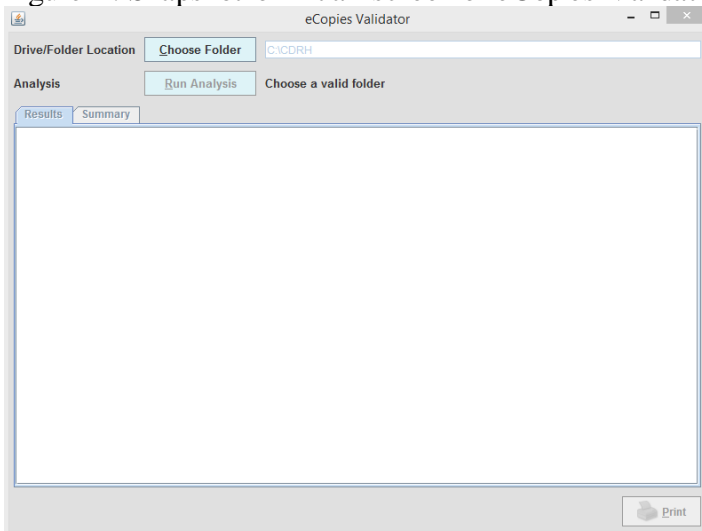 eCopies Validator
Drive/Folder Location Choose Folder C:\CDRH
Analysis Run Analysis Choose a valid folder
Results Summary
Print